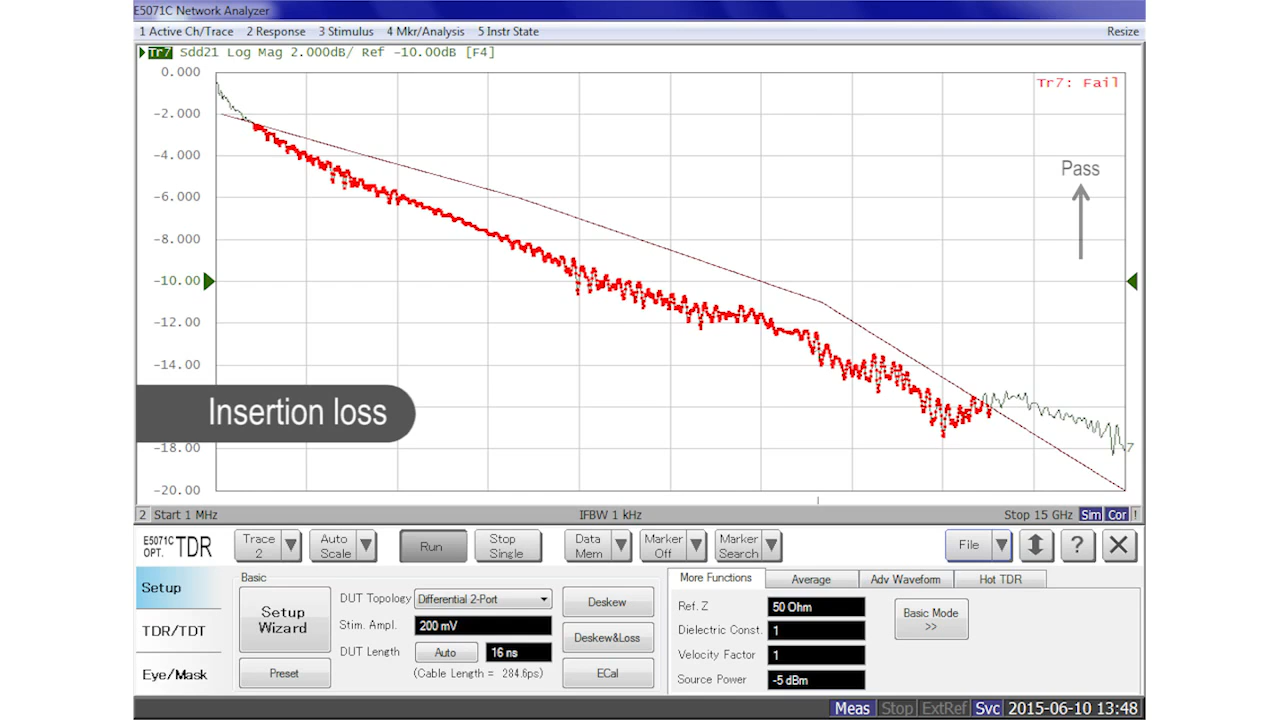 E5071C Network Analyzer
1 Active Ch/Trace 2 Response 3 Stimulus 4 Mkr/Analysis 5 Instr State Resize
Tr7 Sdd21 Log Mag 2.000dB/ Ref -10.00dB [F4]
0.000
Tr7: Fail
-2.000
-4.000
Pass
-6.000
-8.000
-10.00
-12.00
-14.00
Insertion loss
-18.00
7
-20.00
2 Start 1 MHz IFBW 1 kHz Stop 15 GHz Sim Cor !
E5071C OPT. TDR
Trace 2
Auto Scale
Run
Stop Single
Data Mem
Marker Off
Marker Search
File
?
Setup
TDR/TDT
Eye/Mask
Basic
Setup Wizard
Preset
DUT Topology Differential 2-Port
Stim. Ampl. 200 mV
DUT Length Auto 16 ns
(Cable Length = 284.6ps)
Deskew
Deskew&Loss
ECal
More Functions Average Adv Waveform Hot TDR
Ref. Z 50 Ohm
Dielectric Const. 1
Velocity Factor 1
Source Power -5 dBm
Basic Mode
>>
Meas Stop ExtRef Svc 2015-06-10 13:48